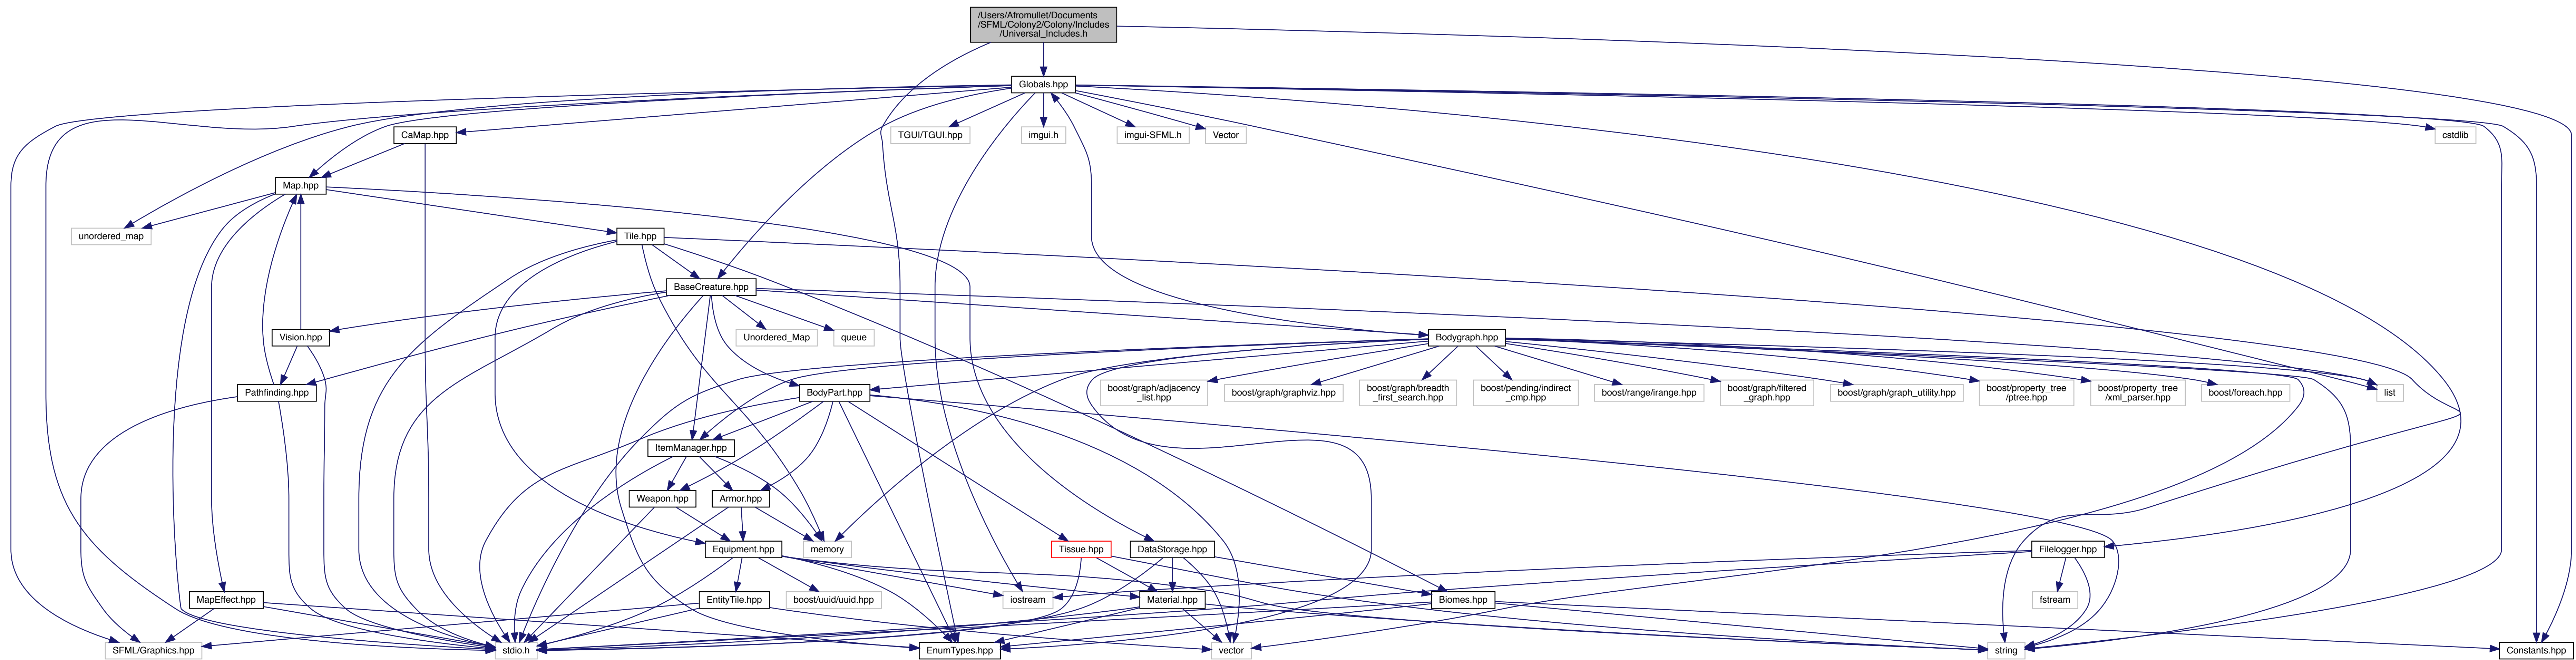 /Users/Afromullet/Documents
/SFML/Colony2/Colony/Includes
/Universal_Includes.h
Globals.hpp
CaMap.hpp
TGUI/TGUI.hpp
imgui.h
imgui-SFML.h
Vector
cstdlib
Map.hpp
unordered_map
Tile.hpp
BaseCreature.hpp
Vision.hpp
Unordered_Map
queue
Bodygraph.hpp
Pathfinding.hpp
BodyPart.hpp
boost/graph/adjacency
_list.hpp
boost/graph/graphviz.hpp
boost/graph/breadth
_first_search.hpp
boost/pending/indirect
_cmp.hpp
boost/range/irange.hpp
boost/graph/filtered
_graph.hpp
boost/graph/graph_utility.hpp
boost/property_tree
/ptree.hpp
boost/property_tree
/xml_parser.hpp
boost/foreach.hpp
list
ItemManager.hpp
Weapon.hpp
Armor.hpp
Equipment.hpp
memory
Tissue.hpp
DataStorage.hpp
Filelogger.hpp
MapEffect.hpp
EntityTile.hpp
boost/uuid/uuid.hpp
iostream
Material.hpp
Biomes.hpp
fstream
SFML/Graphics.hpp
stdio.h
EnumTypes.hpp
vector
string
Constants.hpp